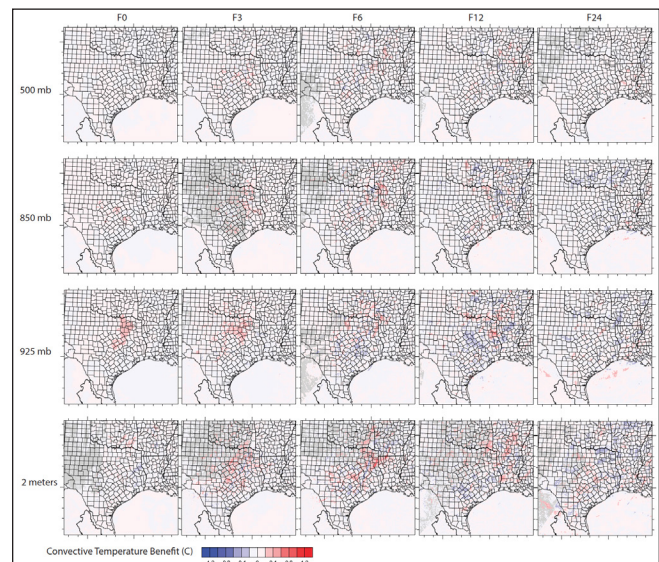 F0 F3 F6 F12 F24
500 mb
850 mb
925 mb
2 meters
Convective Temperature Benefit (C)